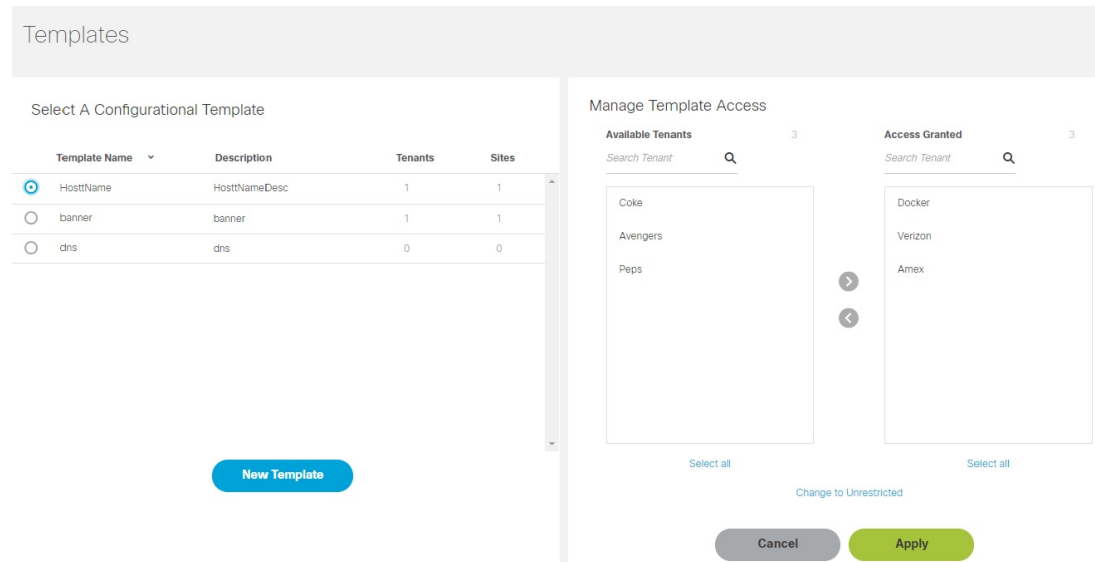 Templates
Select A Configurational Template
Template Name Description Tenants Sites
HosttName HosttNameDesc 1 1
banner banner 1 1
dns dns 0 0
New Template
Manage Template Access
Available Tenants 3 Access Granted 3
Search Tenant Search Tenant
Coke Docker
Avengers Verizon
Peps Amex
Select all Select all
Change to Unrestricted
Cancel Apply